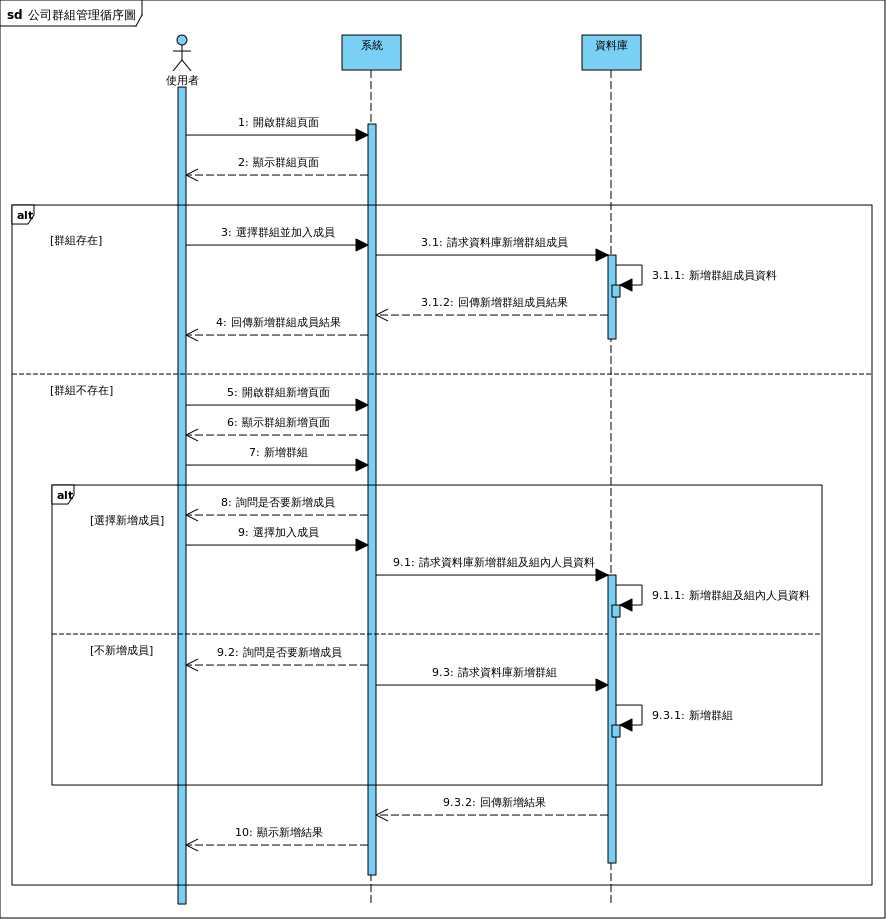 sd 公司群組管理循序圖
使用者
系統
資料庫
1: 開啟群組頁面
2: 顯示群組頁面
alt
[群組存在]
3: 選擇群組並加入成員
3.1: 請求資料庫新增群組成員
3.1.1: 新增群組成員資料
3.1.2: 回傳新增群組成員結果
4: 回傳新增群組成員結果
[群組不存在]
5: 開啟群組新增頁面
6: 顯示群組新增頁面
7: 新增群組
alt
8: 詢問是否要新增成員
[選擇新增成員]
9: 選擇加入成員
9.1: 請求資料庫新增群組及組內人員資料
9.1.1: 新增群組及組內人員資料
[不新增成員]
9.2: 詢問是否要新增成員
9.3: 請求資料庫新增群組
9.3.1: 新增群組
9.3.2: 回傳新增結果
10: 顯示新增結果